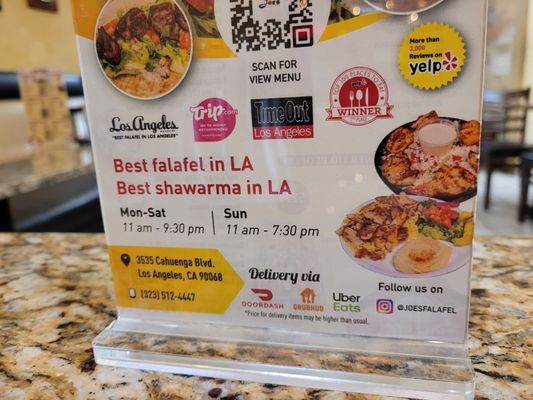 More than
3,000
Reviews on
yelp
SCAN FOR
VIEW MENU
Trip.com
TimeOut
Los Angeles
WINNER
Los Angeles
"BEST FALAFEL IN LA"
Best falafel in LA
Best shawarma in LA
Mon-Sat
11 am - 9:30 pm
Sun
11 am - 7:30 pm
3535 Cahuenga Blvd.
Los Angeles, CA 90068
(323) 512-4447
Delivery via
DOORDASH
GRUBHUB
Uber
Eats
*Price for delivery items may be higher than usual.
Follow us on
@JOESFALAFEL